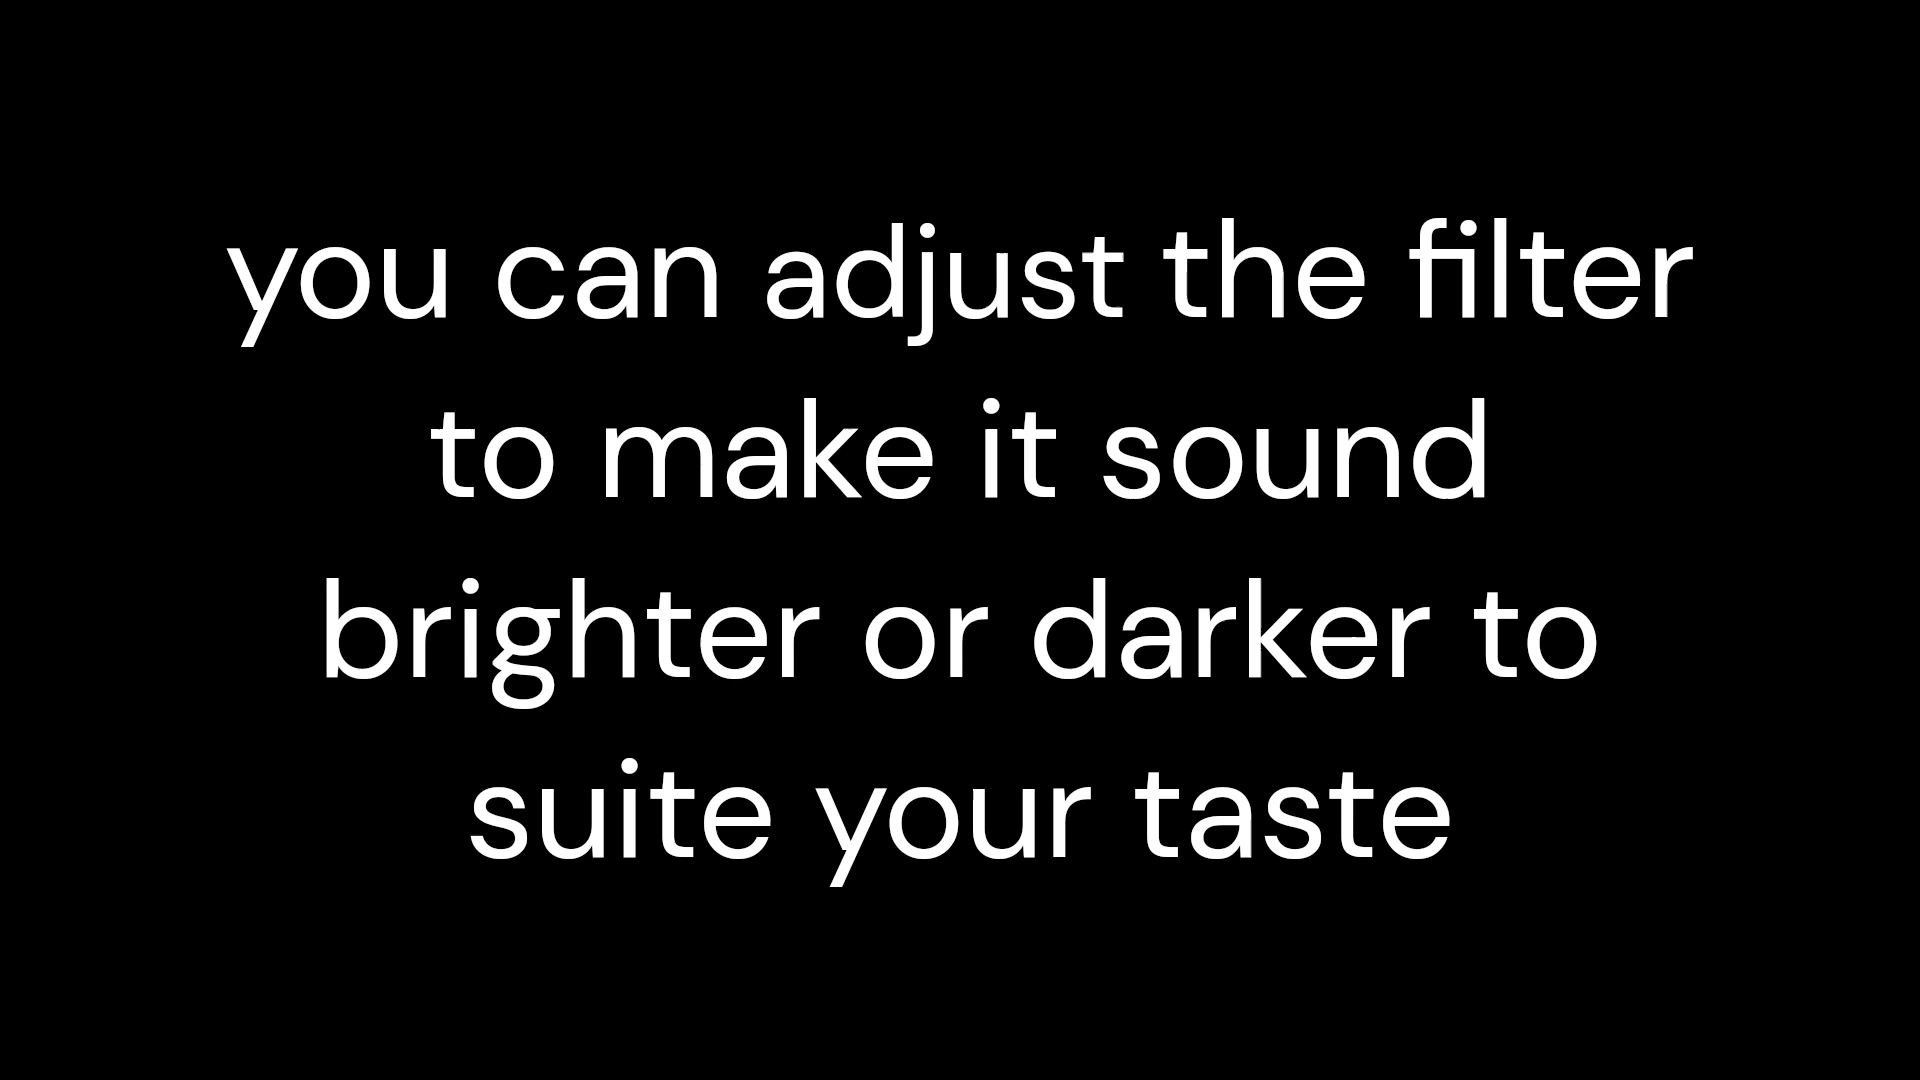 you can adjust the filter
to make it sound
brighter or darker to
suite your taste